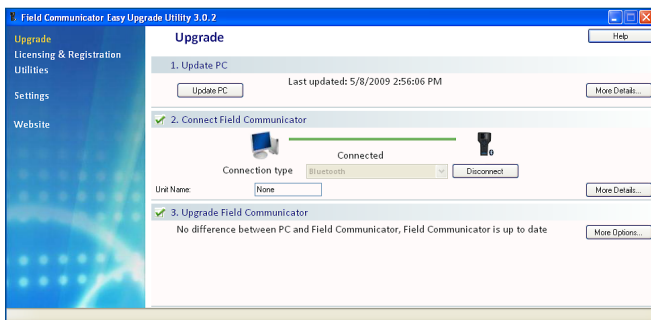 Field Communicator Easy Upgrade Utility 3.0.2
Upgrade
Licensing & Registration
Utilities
Settings
Website
Upgrade
Help
1. Update PC
Last updated: 5/8/2009 2:56:06 PM
Update PC
More Details...
2. Connect Field Communicator
Connected
Connection type
Bluetooth
Disconnect
Unit Name:
None
More Details...
3. Upgrade Field Communicator
No difference between PC and Field Communicator, Field Communicator is up to date
More Options...